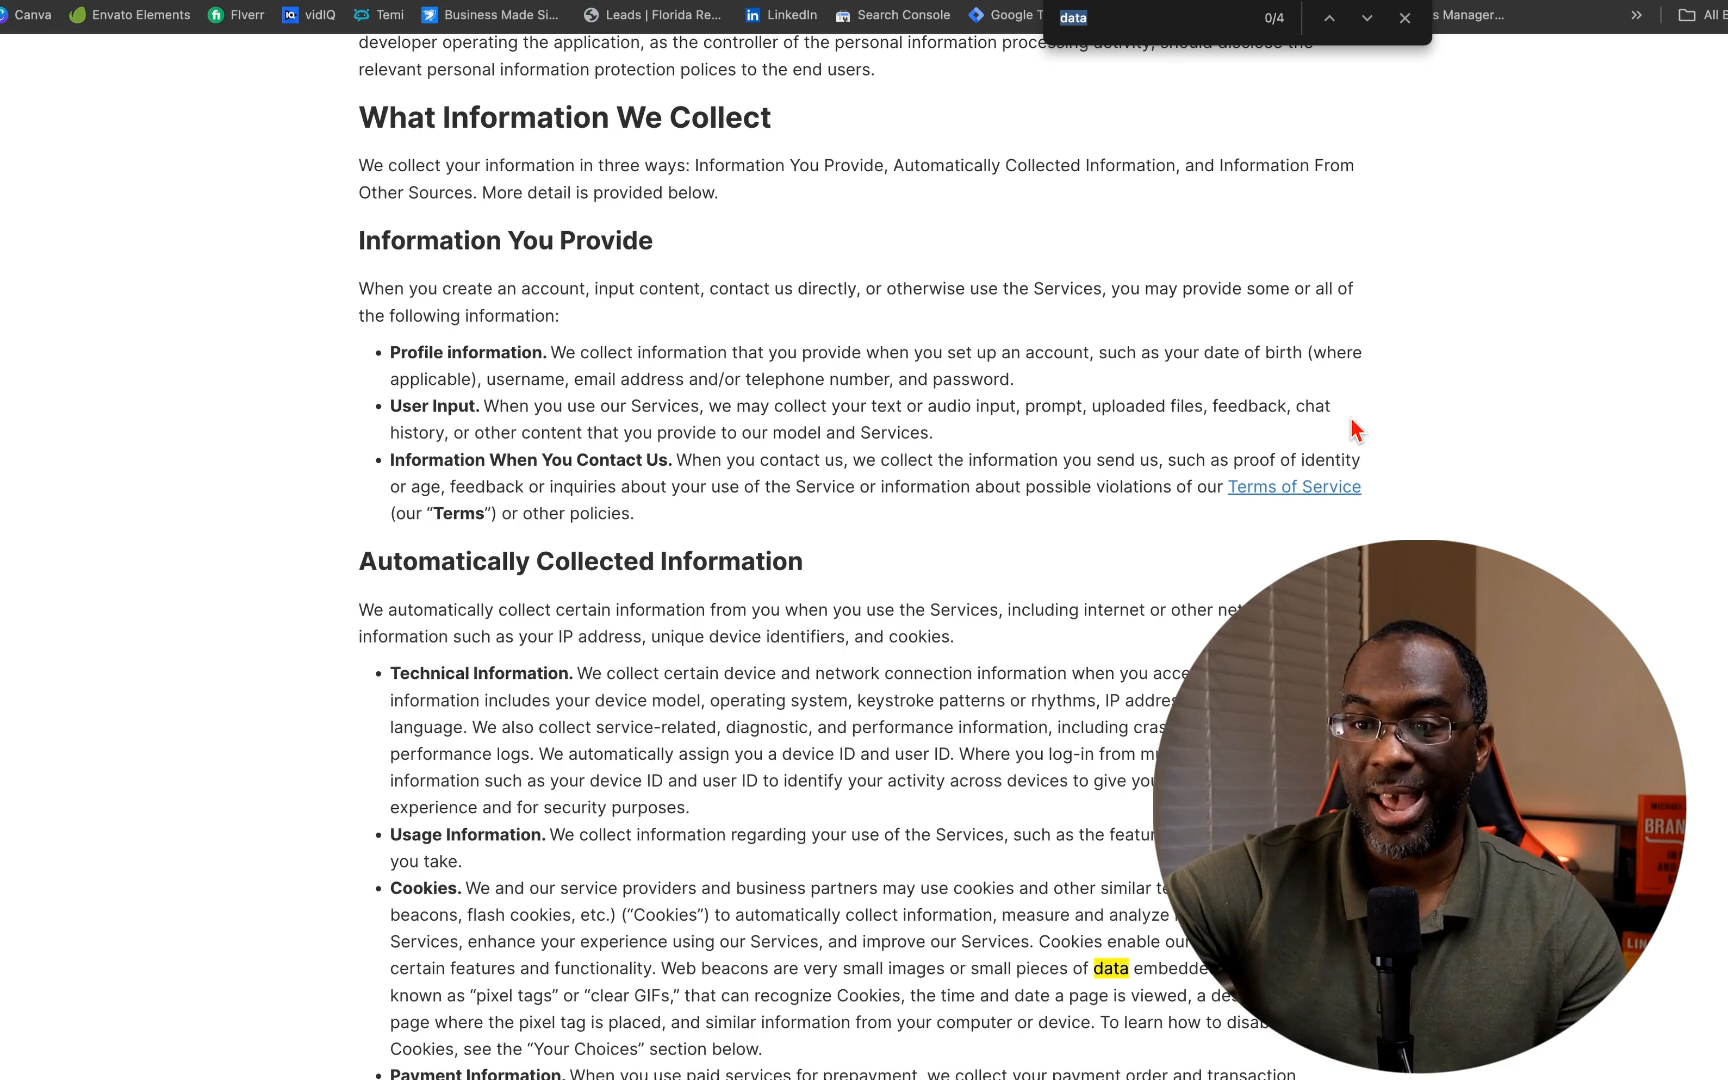 Canva Envato Elements FIverr vidIQ Temi Business Made Si... Leads | Florida Re... LinkedIn Search Console Google T data 0/4 s Manager... All B
developer operating the application, as the controller of the personal information processing activity, should disclose the
relevant personal information protection polices to the end users.
What Information We Collect
We collect your information in three ways: Information You Provide, Automatically Collected Information, and Information From
Other Sources. More detail is provided below.
Information You Provide
When you create an account, input content, contact us directly, or otherwise use the Services, you may provide some or all of
the following information:
• Profile information. We collect information that you provide when you set up an account, such as your date of birth (where
applicable), username, email address and/or telephone number, and password.
• User Input. When you use our Services, we may collect your text or audio input, prompt, uploaded files, feedback, chat
history, or other content that you provide to our model and Services.
• Information When You Contact Us. When you contact us, we collect the information you send us, such as proof of identity
or age, feedback or inquiries about your use of the Service or information about possible violations of our Terms of Service
(our “Terms”) or other policies.
Automatically Collected Information
We automatically collect certain information from you when you use the Services, including internet or other net
information such as your IP address, unique device identifiers, and cookies.
• Technical Information. We collect certain device and network connection information when you acce
information includes your device model, operating system, keystroke patterns or rhythms, IP addre
language. We also collect service-related, diagnostic, and performance information, including cras
performance logs. We automatically assign you a device ID and user ID. Where you log-in from mu
information such as your device ID and user ID to identify your activity across devices to give you
experience and for security purposes.
• Usage Information. We collect information regarding your use of the Services, such as the featur
you take.
• Cookies. We and our service providers and business partners may use cookies and other similar te
beacons, flash cookies, etc.) (“Cookies”) to automatically collect information, measure and analyze
Services, enhance your experience using our Services, and improve our Services. Cookies enable our
certain features and functionality. Web beacons are very small images or small pieces of data embedde
known as “pixel tags” or “clear GIFs,” that can recognize Cookies, the time and date a page is viewed, a des
page where the pixel tag is placed, and similar information from your computer or device. To learn how to disab
Cookies, see the “Your Choices” section below.
• Payment Information. When you use paid services for prepayment, we collect your payment order and transaction
MICHAEL
BRAN
LIN